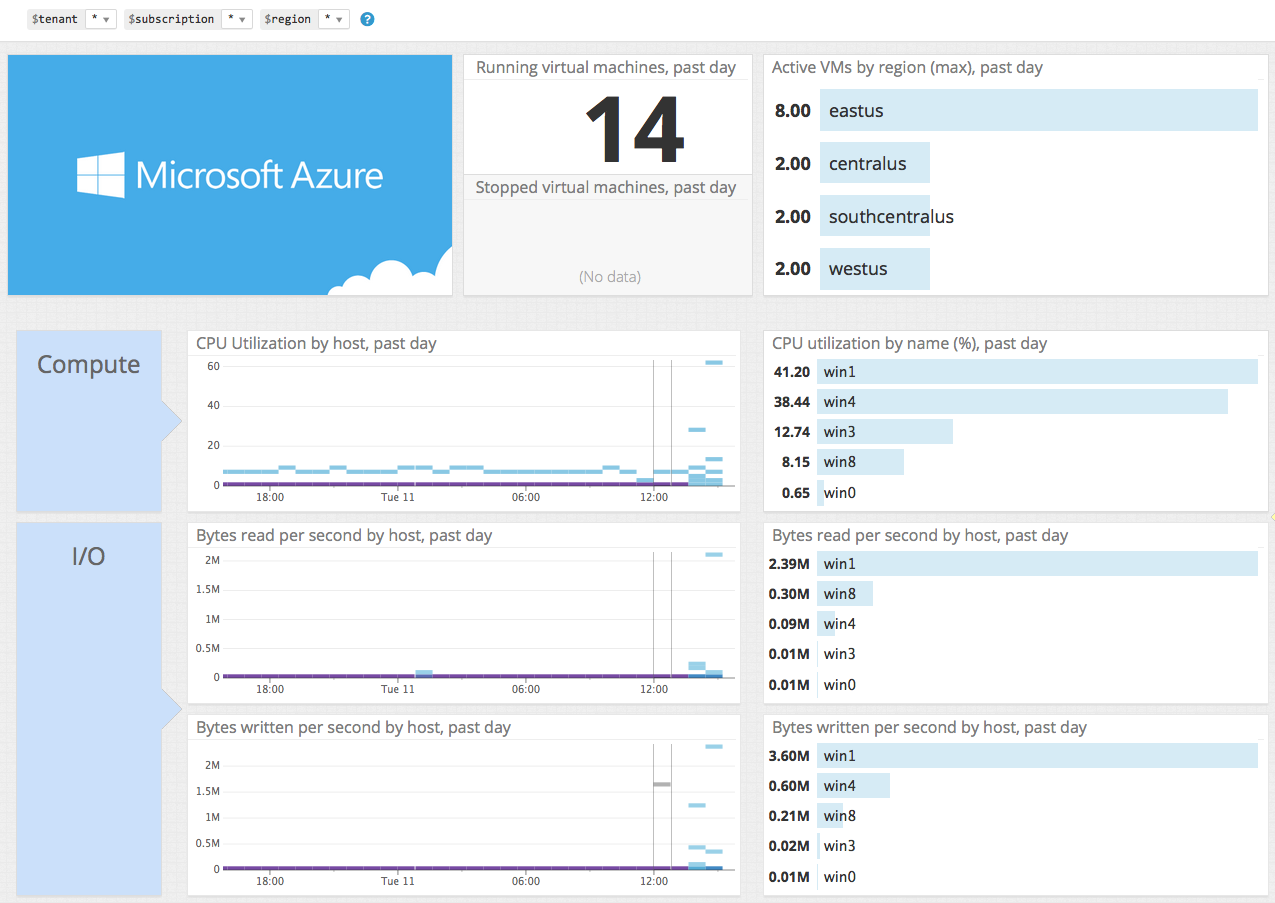 $tenant * ▾ $subscription * ▾ $region * ▾ ?
Microsoft Azure
Running virtual machines, past day
14
Stopped virtual machines, past day
(No data)
Active VMs by region (max), past day
8.00 eastus
2.00 centralus
2.00 southcentralus
2.00 westus
Compute
CPU Utilization by host, past day
60
40
20
0
18:00 Tue 11 06:00 12:00
CPU utilization by name (%), past day
41.20 win1
38.44 win4
12.74 win3
8.15 win8
0.65 win0
I/O
Bytes read per second by host, past day
2M
1.5M
1M
0.5M
0
18:00 Tue 11 06:00 12:00
Bytes read per second by host, past day
2.39M win1
0.30M win8
0.09M win4
0.01M win3
0.01M win0
Bytes written per second by host, past day
2M
1.5M
1M
0.5M
0
18:00 Tue 11 06:00 12:00
Bytes written per second by host, past day
3.60M win1
0.60M win4
0.21M win8
0.02M win3
0.01M win0